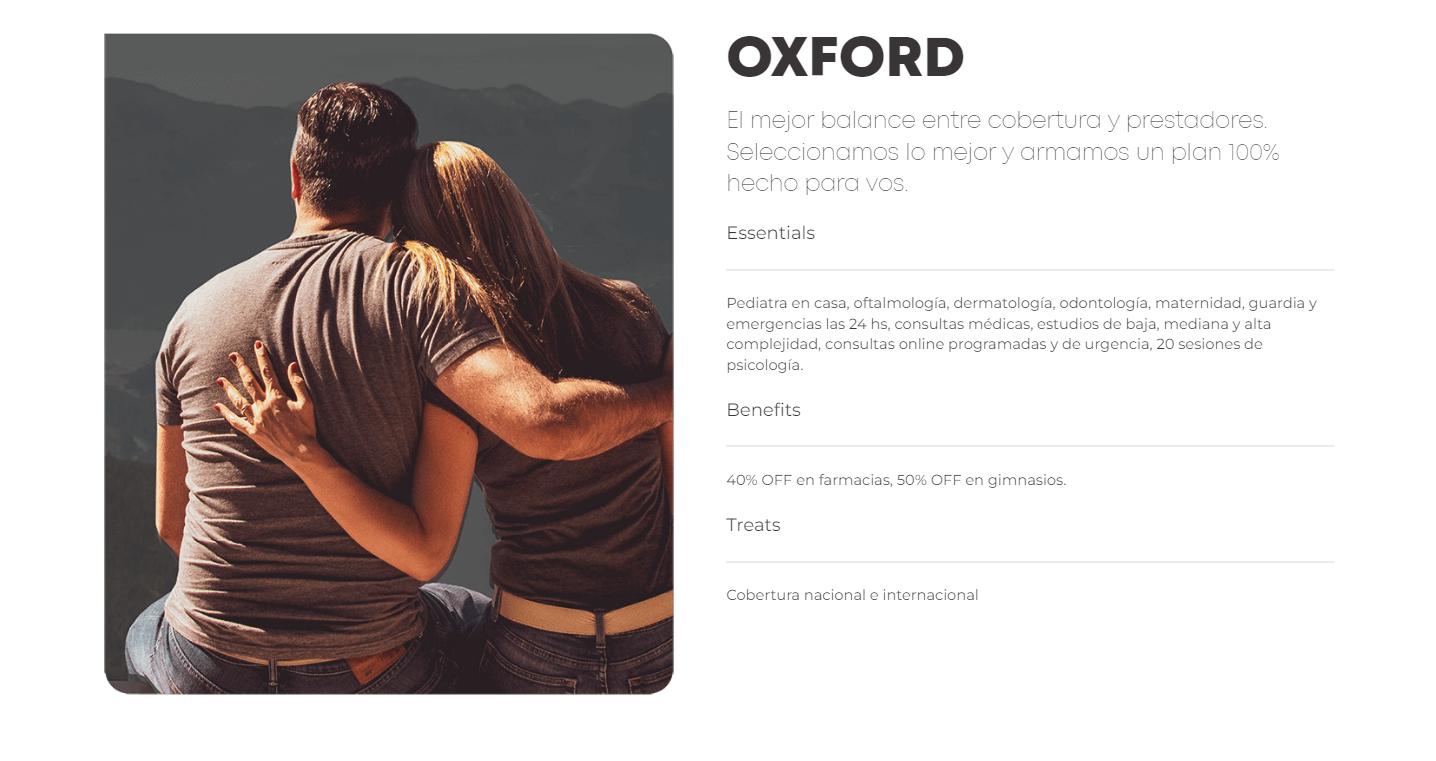 OXFORD
El mejor balance entre cobertura y prestadores.
Seleccionamos lo mejor y armamos un plan 100%
hecho para vos.
Essentials
Pediatra en casa, oftalmología, dermatología, odontología, maternidad, guardia y
emergencias las 24 hs, consultas médicas, estudios de baja, mediana y alta
complejidad, consultas online programadas y de urgencia, 20 sesiones de
psicología.
Benefits
40% OFF en farmacias, 50% OFF en gimnasios.
Treats
Cobertura nacional e internacional